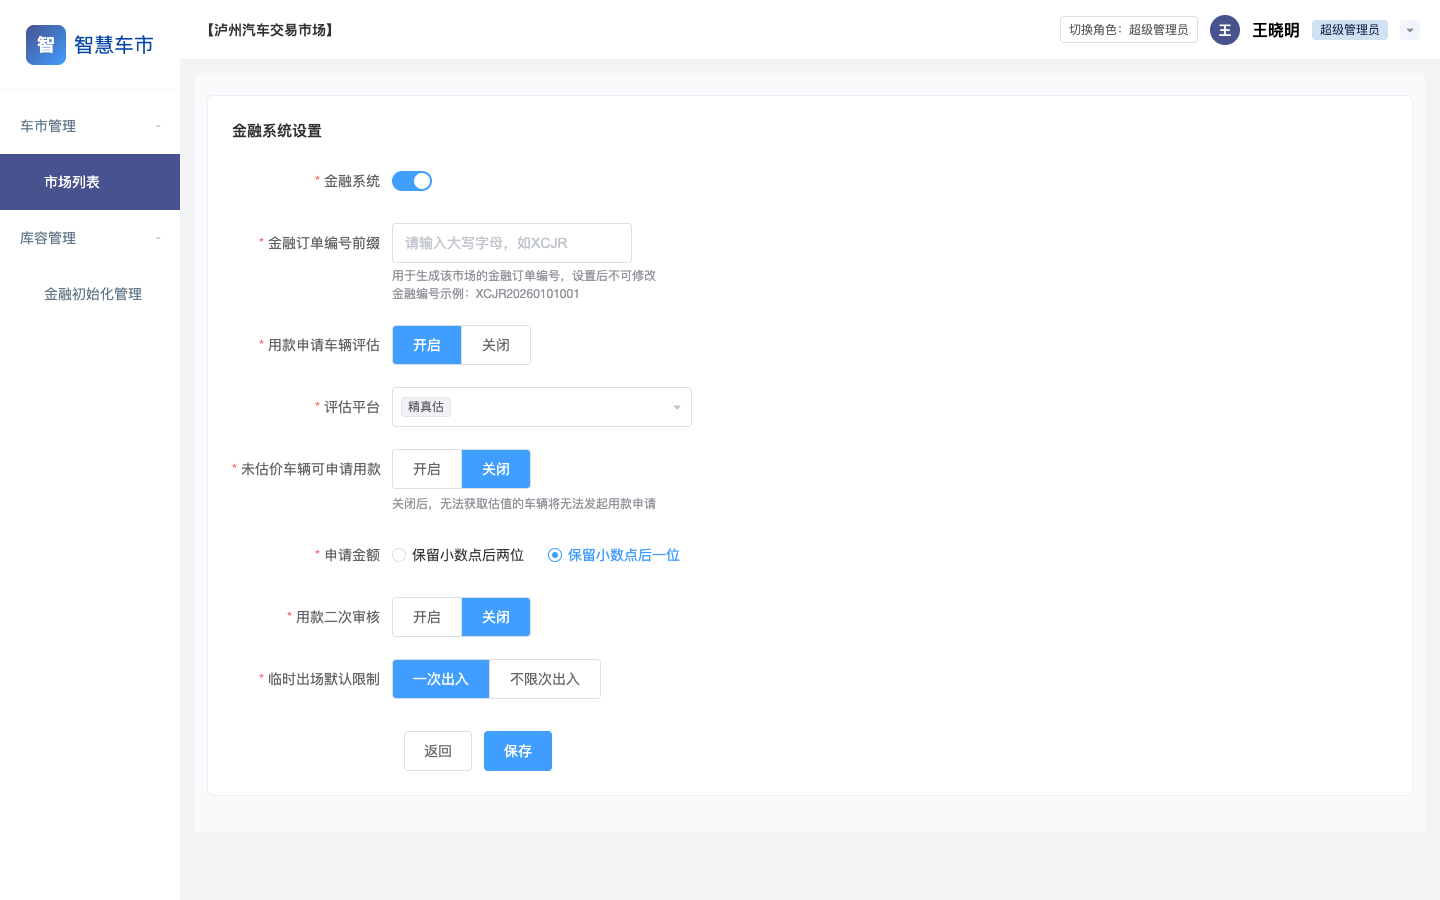 智 智慧车市
【泸州汽车交易市场】
切换角色：超级管理员
王 王晓明 超级管理员
车市管理
市场列表
库容管理
金融初始化管理
金融系统设置
* 金融系统
* 金融订单编号前缀 请输入大写字母，如XCJR
用于生成该市场的金融订单编号，设置后不可修改
金融编号示例：XCJR20260101001
* 用款申请车辆评估 开启 关闭
* 评估平台 精真估
* 未估价车辆可申请用款 开启 关闭
关闭后，无法获取估值的车辆将无法发起用款申请
* 申请金额 保留小数点后两位 保留小数点后一位
* 用款二次审核 开启 关闭
* 临时出场默认限制 一次出入 不限次出入
返回 保存